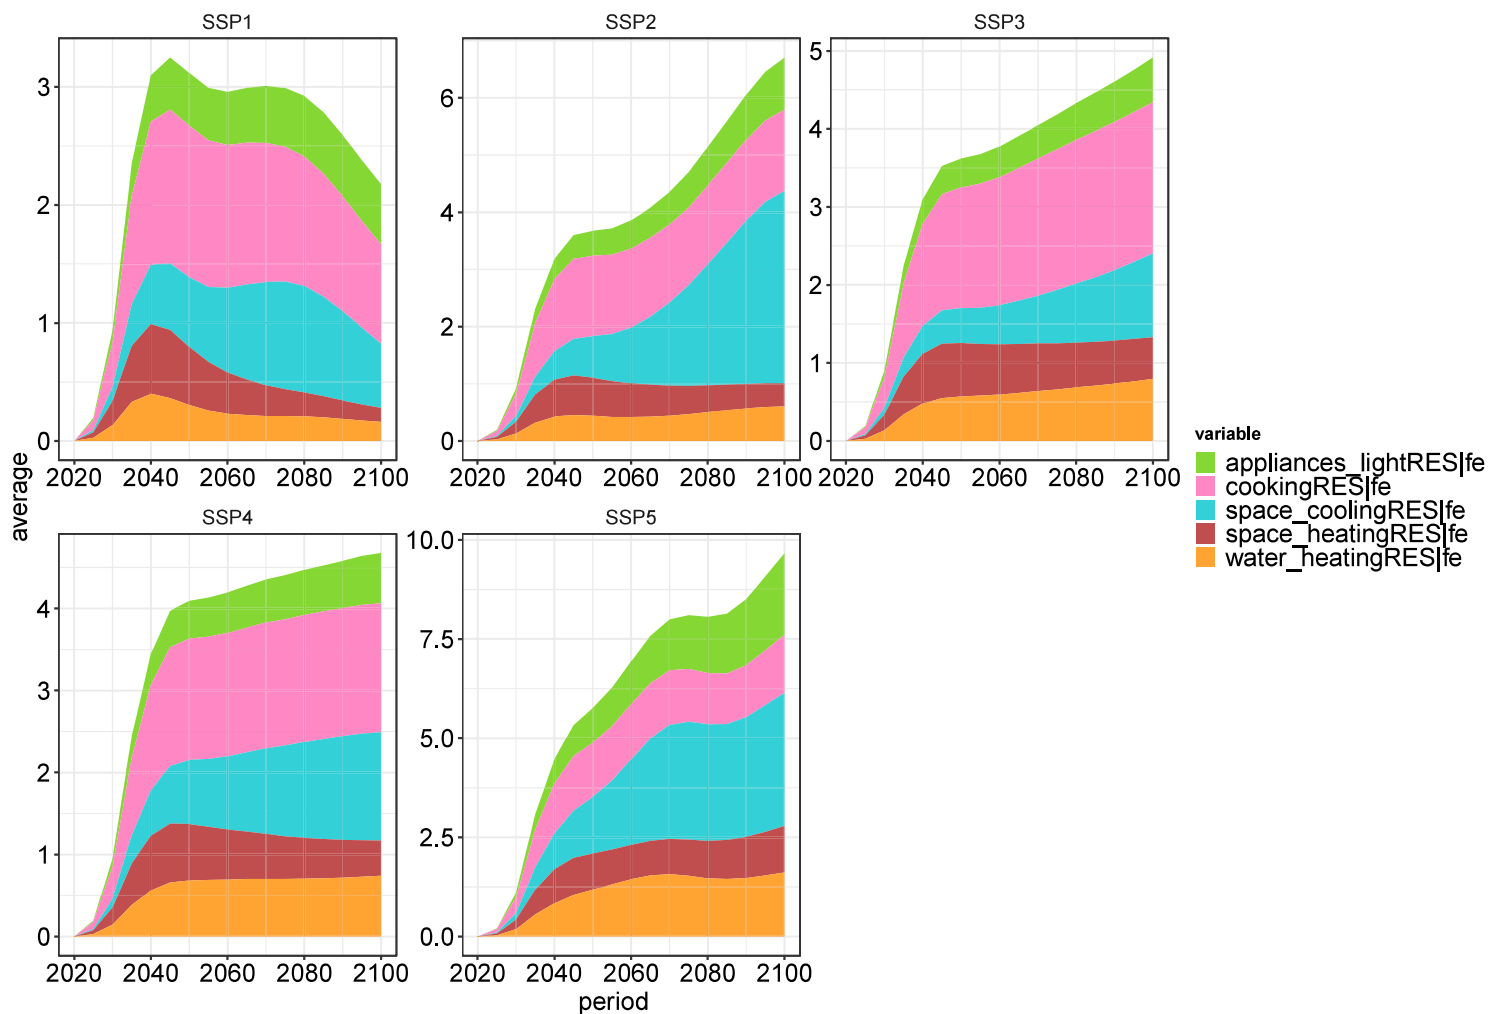 SSP1
SSP2
SSP3
3
2
1
0
6
4
2
0
5
4
3
2
1
0
2020 2040 2060 2080 2100
2020 2040 2060 2080 2100
2020 2040 2060 2080 2100
average
variable
appliances_lightRES|fe
cookingRES|fe
space_coolingRES|fe
space_heatingRES|fe
water_heatingRES|fe
SSP4
SSP5
4
3
2
1
0
10.0
7.5
5.0
2.5
0.0
2020 2040 2060 2080 2100
2020 2040 2060 2080 2100
period